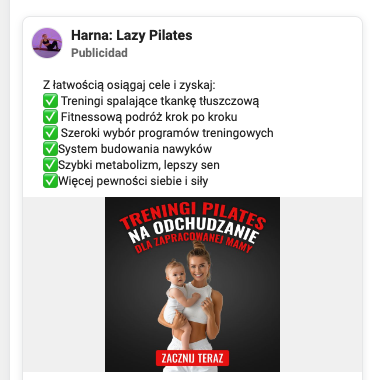 Harna: Lazy Pilates
Publicidad
Z łatwością osiągaj cele i zyskaj:
✅ Treningi spalające tkankę tłuszczową
✅ Fitnessową podróż krok po kroku
✅ Szeroki wybór programów treningowych
✅System budowania nawyków
✅Szybki metabolizm, lepszy sen
✅Więcej pewności siebie i siły
TRENINGI PILATES
NA ODCHUDZANIE
DLA ZAPRACOWANEJ MAMY
ZACZNIJ TERAZ